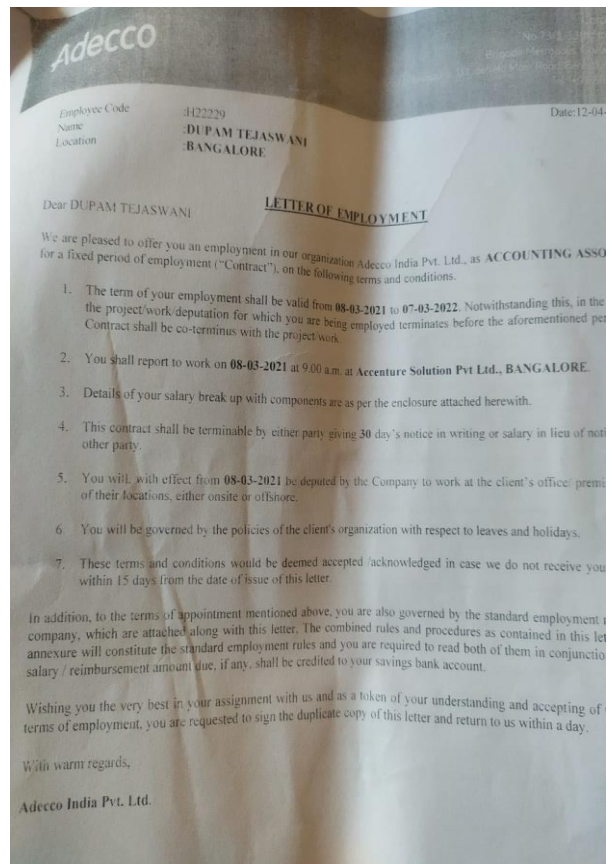 Adecco
Employee Code :H22229
Date:12-04-
Name :DUPAM TEJASWANI
Location :BANGALORE
Dear DUPAM TEJASWANI
LETTER OF EMPLOYMENT
We are pleased to offer you an employment in our organization Adecco India Pvt. Ltd., as ACCOUNTING ASSO
for a fixed period of employment ("Contract"), on the following terms and conditions.
1. The term of your employment shall be valid from 08-03-2021 to 07-03-2022. Notwithstanding this, in the
the project/work/deputation for which you are being employed terminates before the aforementioned per
Contract shall be co-terminus with the project/work.
2. You shall report to work on 08-03-2021 at 9.00 a.m. at Accenture Solution Pvt Ltd., BANGALORE.
3. Details of your salary break up with components are as per the enclosure attached herewith.
4. This contract shall be terminable by either party giving 30 day's notice in writing or salary in lieu of noti
other party.
5. You will, with effect from 08-03-2021 be deputed by the Company to work at the client's office/ premi
of their locations, either onsite or offshore.
6. You will be governed by the policies of the client's organization with respect to leaves and holidays.
7. These terms and conditions would be deemed accepted /acknowledged in case we do not receive you
within 15 days from the date of issue of this letter.
In addition, to the terms of appointment mentioned above, you are also governed by the standard employment
company, which are attached along with this letter. The combined rules and procedures as contained in this let
annexure will constitute the standard employment rules and you are required to read both of them in conjunctio
salary / reimbursement amount due, if any, shall be credited to your savings bank account.
Wishing you the very best in your assignment with us and as a token of your understanding and accepting of
terms of employment, you are requested to sign the duplicate copy of this letter and return to us within a day.
With warm regards,
Adecco India Pvt. Ltd.